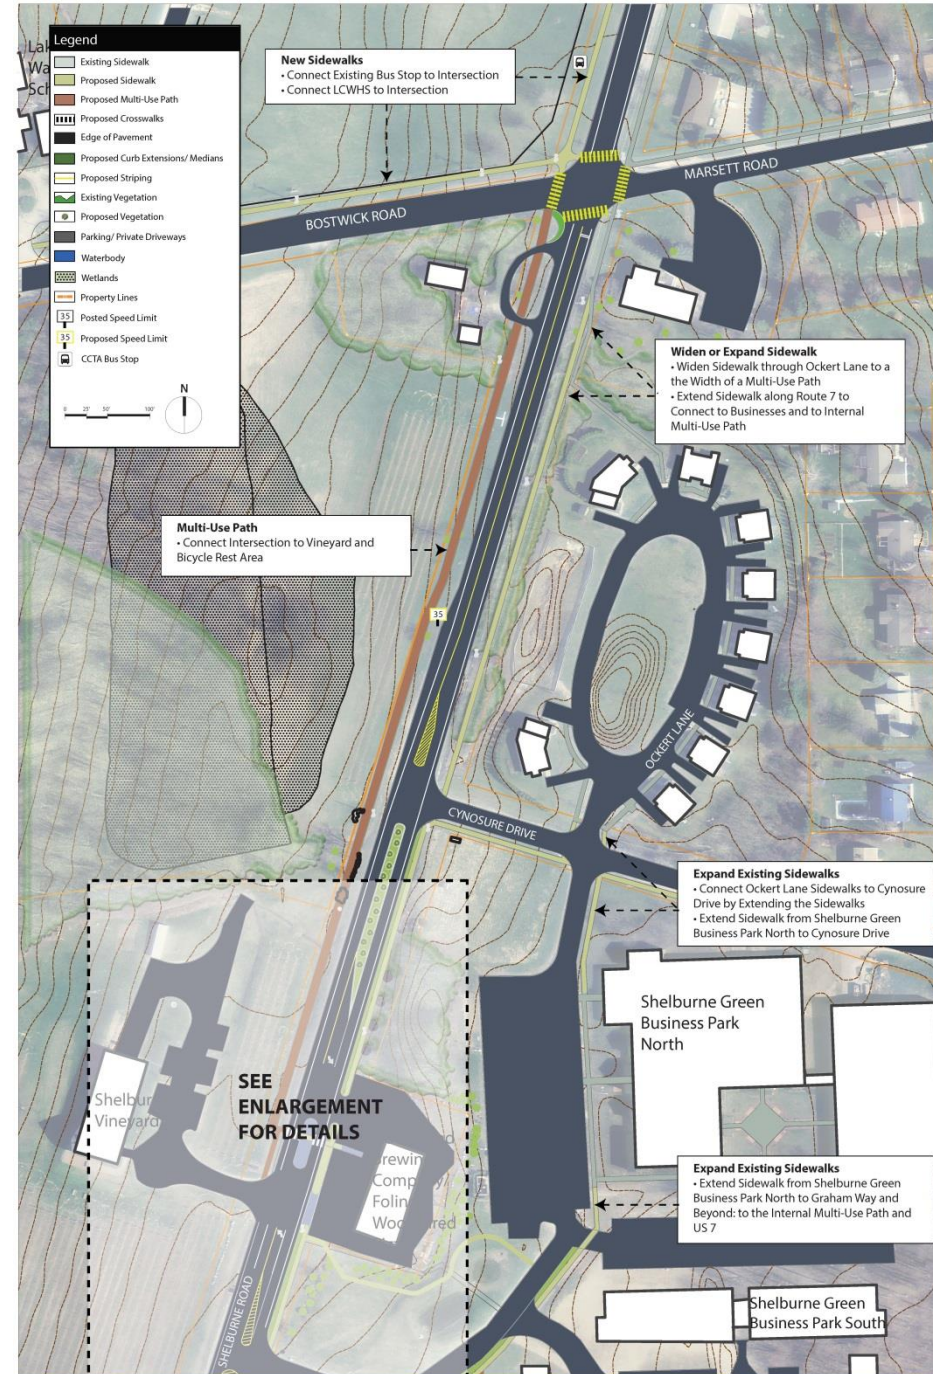 Legend
Existing Sidewalk
Proposed Sidewalk
Proposed Multi-Use Path
Proposed Crosswalks
Edge of Pavement
Proposed Curb Extensions/ Medians
Proposed Striping
Existing Vegetation
Proposed Vegetation
Parking/ Private Driveways
Waterbody
Wetlands
Property Lines
35 Posted Speed Limit
35 Proposed Speed Limit
CCTA Bus Stop
0 25' 50' 100'
N
New Sidewalks
• Connect Existing Bus Stop to Intersection
• Connect LCWHS to Intersection
MARSETT ROAD
BOSTWICK ROAD
Widen or Expand Sidewalk
• Widen Sidewalk through Ockert Lane to a
the Width of a Multi-Use Path
• Extend Sidewalk along Route 7 to
Connect to Businesses and to Internal
Multi-Use Path
Multi-Use Path
• Connect Intersection to Vineyard and
Bicycle Rest Area
35
OCKERT LANE
CYNOSURE DRIVE
Expand Existing Sidewalks
• Connect Ockert Lane Sidewalks to Cynosure
Drive by Extending the Sidewalks
• Extend Sidewalk from Shelburne Green
Business Park North to Cynosure Drive
Shelburne Green
Business Park
North
SEE
ENLARGEMENT
FOR DETAILS
Vineyard
Expand Existing Sidewalks
• Extend Sidewalk from Shelburne Green
Business Park North to Graham Way and
Beyond: to the Internal Multi-Use Path and
US 7
SHELBURNE ROAD
Shelburne Green
Business Park South